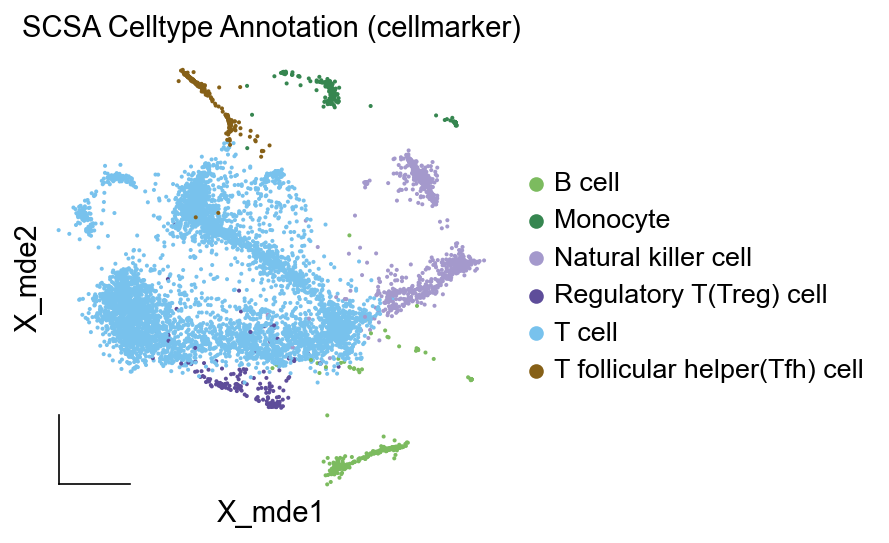 SCSA Celltype Annotation (cellmarker)
B cell
Monocyte
Natural killer cell
Regulatory T(Treg) cell
T cell
T follicular helper(Tfh) cell
X_mde2
X_mde1